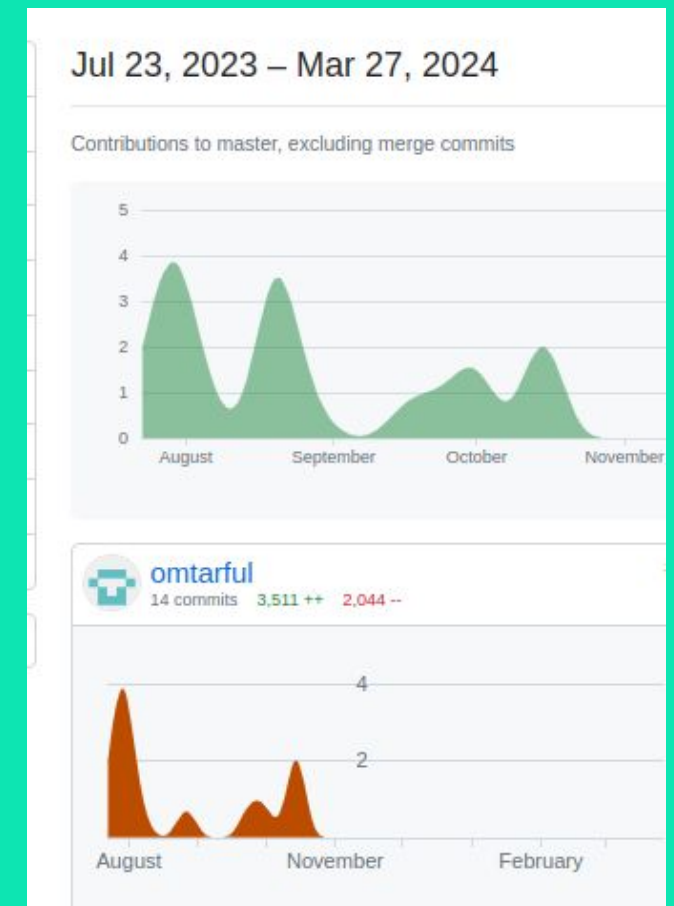 Jul 23, 2023 – Mar 27, 2024
Contributions to master, excluding merge commits
5
4
3
2
1
0
August September October November
omtarful
14 commits 3,511 ++ 2,044 --
4
2
August November February